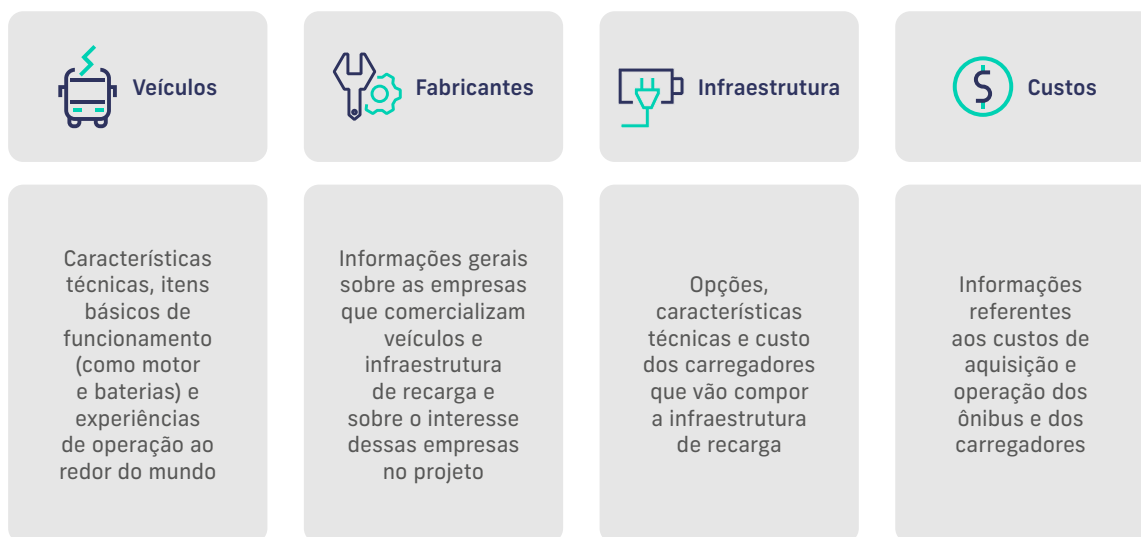 Veículos
Fabricantes
Infraestrutura
$ Custos
Características
técnicas, itens
básicos de
funcionamento
(como motor
e baterias) e
experiências
de operação ao
redor do mundo
Informações gerais
sobre as empresas
que comercializam
veículos e
infraestrutura
de recarga e
sobre o interesse
dessas empresas
no projeto
Opções,
características
técnicas e custo
dos carregadores
que vão compor
a infraestrutura
de recarga
Informações
referentes
aos custos de
aquisição e
operação dos
ônibus e dos
carregadores